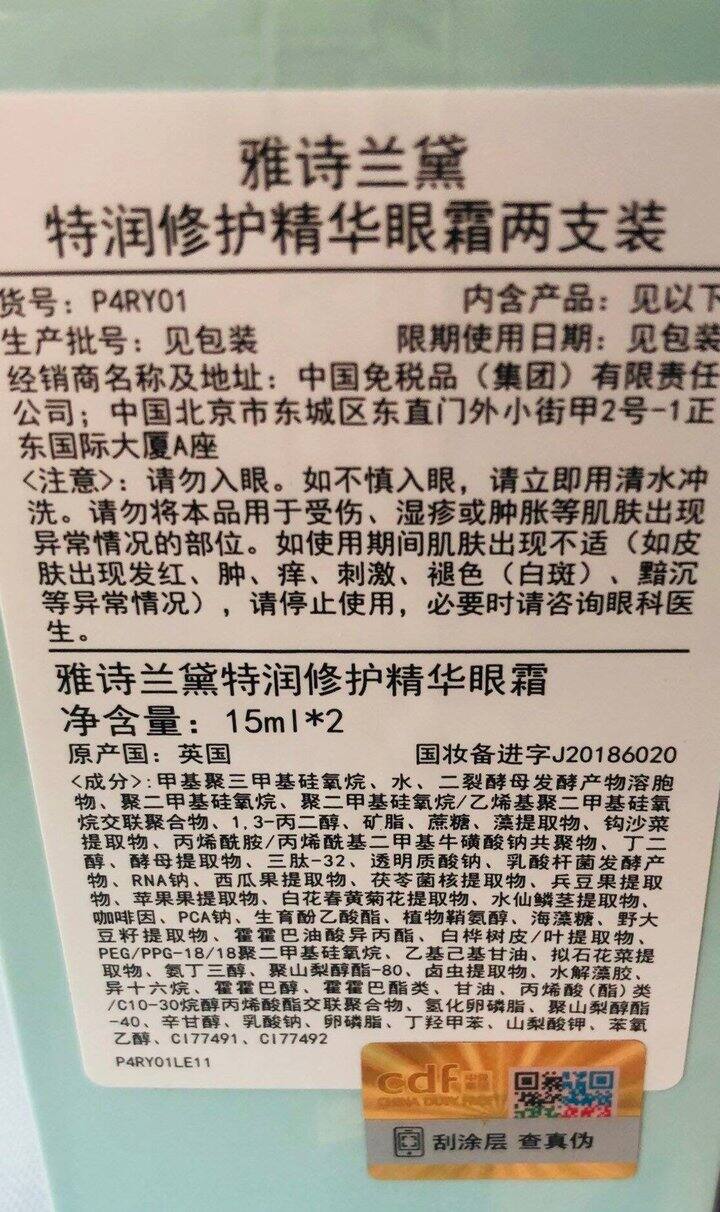 雅诗兰黛
特润修护精华眼霜两支装
货号：P4RY01 内含产品：见以下
生产批号：见包装 限期使用日期：见包装
经销商名称及地址：中国免税品（集团）有限责任
公司；中国北京市东城区东直门外小街甲2号-1正
东国际大厦A座
<注意>：请勿入眼。如不慎入眼，请立即用清水冲
洗。请勿将本品用于受伤、湿疹或肿胀等肌肤出现
异常情况的部位。如使用期间肌肤出现不适（如皮
肤出现发红、肿、痒、刺激、褪色（白斑）、黯沉
等异常情况），请停止使用，必要时请咨询眼科医
生。
雅诗兰黛特润修护精华眼霜
净含量：15ml*2
原产国：英国 国妆备进字J20186020
<成分>:甲基聚三甲基硅氧烷、水、二裂酵母发酵产物溶胞
物、聚二甲基硅氧烷、聚二甲基硅氧烷/乙烯基聚二甲基硅氧
烷交联聚合物、1,3-丙二醇、矿脂、蔗糖、藻提取物、钩沙菜
提取物、丙烯酰胺/丙烯酰基二甲基牛磺酸钠共聚物、丁二
醇、酵母提取物、三肽-32、透明质酸钠、乳酸杆菌发酵产
物、RNA钠、西瓜果提取物、茯苓菌核提取物、兵豆果提取
物、苹果果提取物、白花春黄菊花提取物、水仙鳞茎提取物、
咖啡因、PCA钠、生育酚乙酸酯、植物鞘氨醇、海藻糖、野大
豆籽提取物、霍霍巴油酸异丙酯、白桦树皮/叶提取物、
PEG/PPG-18/18聚二甲基硅氧烷、乙基己基甘油、拟石花菜提
取物、氨丁三醇、聚山梨醇酯-80、卤虫提取物、水解藻胶、
异十六烷、霍霍巴醇、霍霍巴酯类、甘油、丙烯酸(酯)类
/C10-30烷醇丙烯酸酯交联聚合物、氢化卵磷脂、聚山梨醇酯
-40、辛甘醇、乳酸钠、卵磷脂、丁羟甲苯、山梨酸钾、苯氧
乙醇、CI77491、CI77492
P4RY01LE11
cdf 中免集团
CHINA DUTY FREE
刮涂层 查真伪